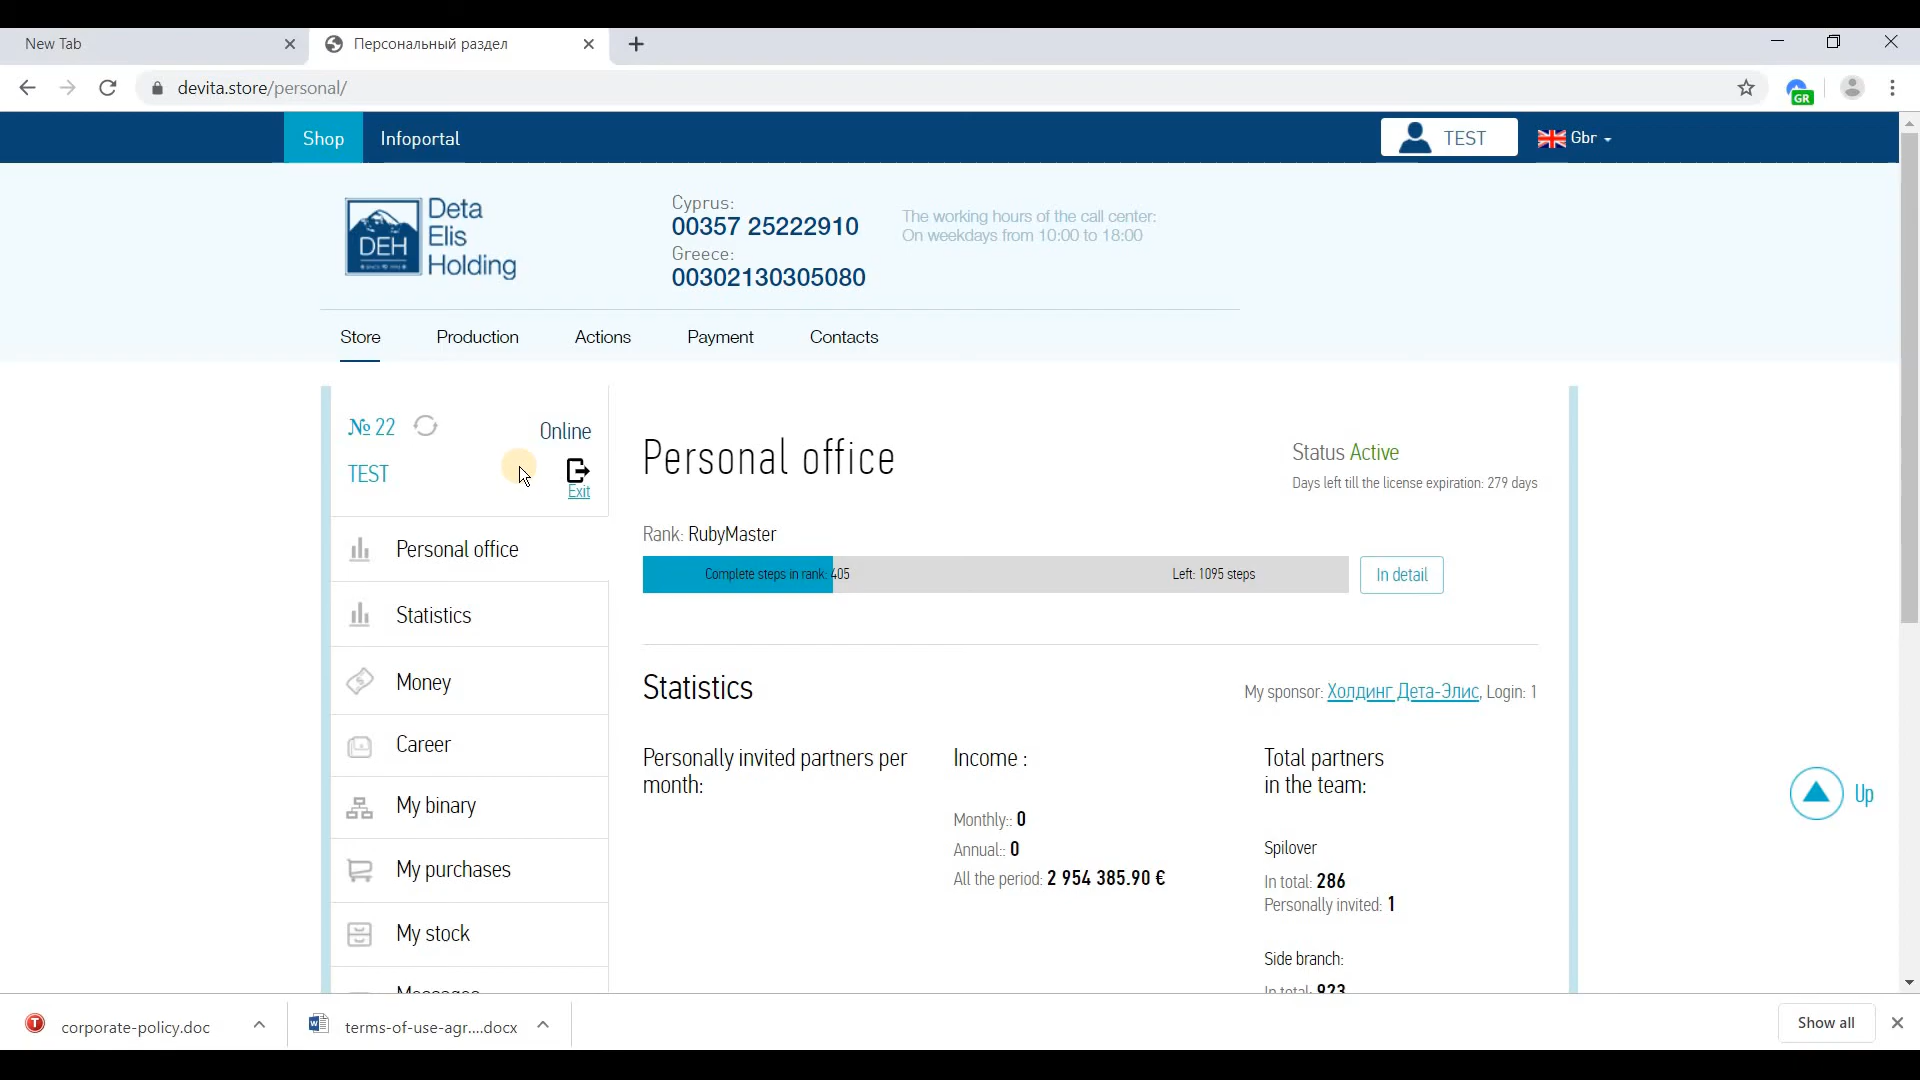 New Tab
Персональный раздел
devita.store/personal/
GR
Shop
Infoportal
TEST
Gbr
DEH
Deta
Elis
Holding
Cyprus:
00357 25222910
Greece:
00302130305080
The working hours of the call center:
On weekdays from 10:00 to 18:00
Store
Production
Actions
Payment
Contacts
№ 22
Online
TEST
Exit
Personal office
Statistics
Money
Career
My binary
My purchases
My stock
Messages
Personal office
Status Active
Days left till the license expiration: 279 days
Rank: RubyMaster
Complete steps in rank: 405
Left: 1095 steps
In detail
Statistics
My sponsor: Холдинг Дета-Элис, Login: 1
Personally invited partners per
month:
Income :
Monthly:: 0
Annual:: 0
All the period: 2 954 385.90 €
Total partners
in the team:
Spilover
In total: 286
Personally invited: 1
Side branch:
In total: 923
Up
corporate-policy.doc
terms-of-use-agr....docx
Show all